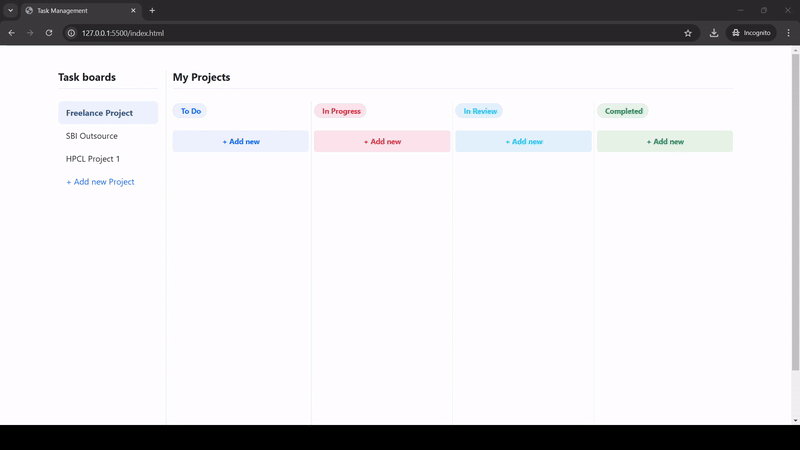 Task Management
127.0.0.1:5500/index.html
Incognito
Task boards
My Projects
Freelance Project
SBI Outsource
HPCL Project 1
+ Add new Project
To Do
In Progress
In Review
Completed
+ Add new
+ Add new
+ Add new
+ Add new